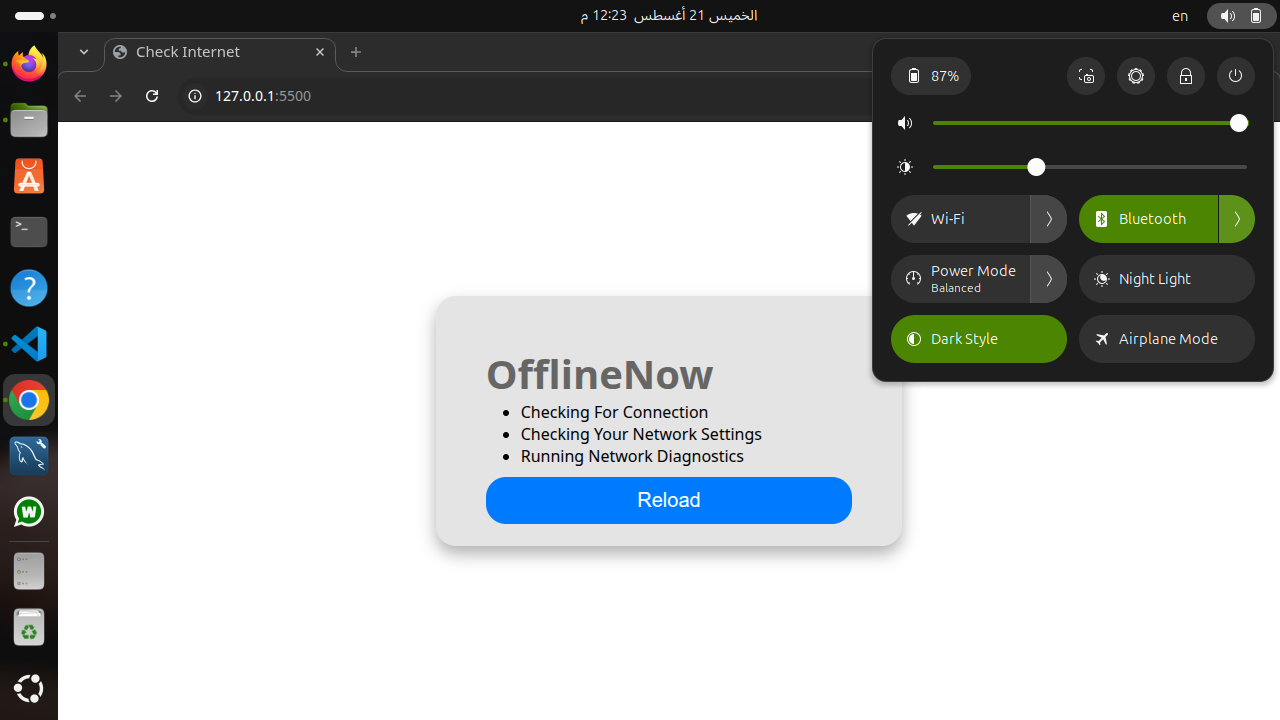 الخميس 21 أغسطس 12:23 م
en
Check Internet
127.0.0.1:5500
87%
Wi-Fi
Bluetooth
Power Mode
Balanced
Night Light
Dark Style
Airplane Mode
OfflineNow
Checking For Connection
Checking Your Network Settings
Running Network Diagnostics
Reload